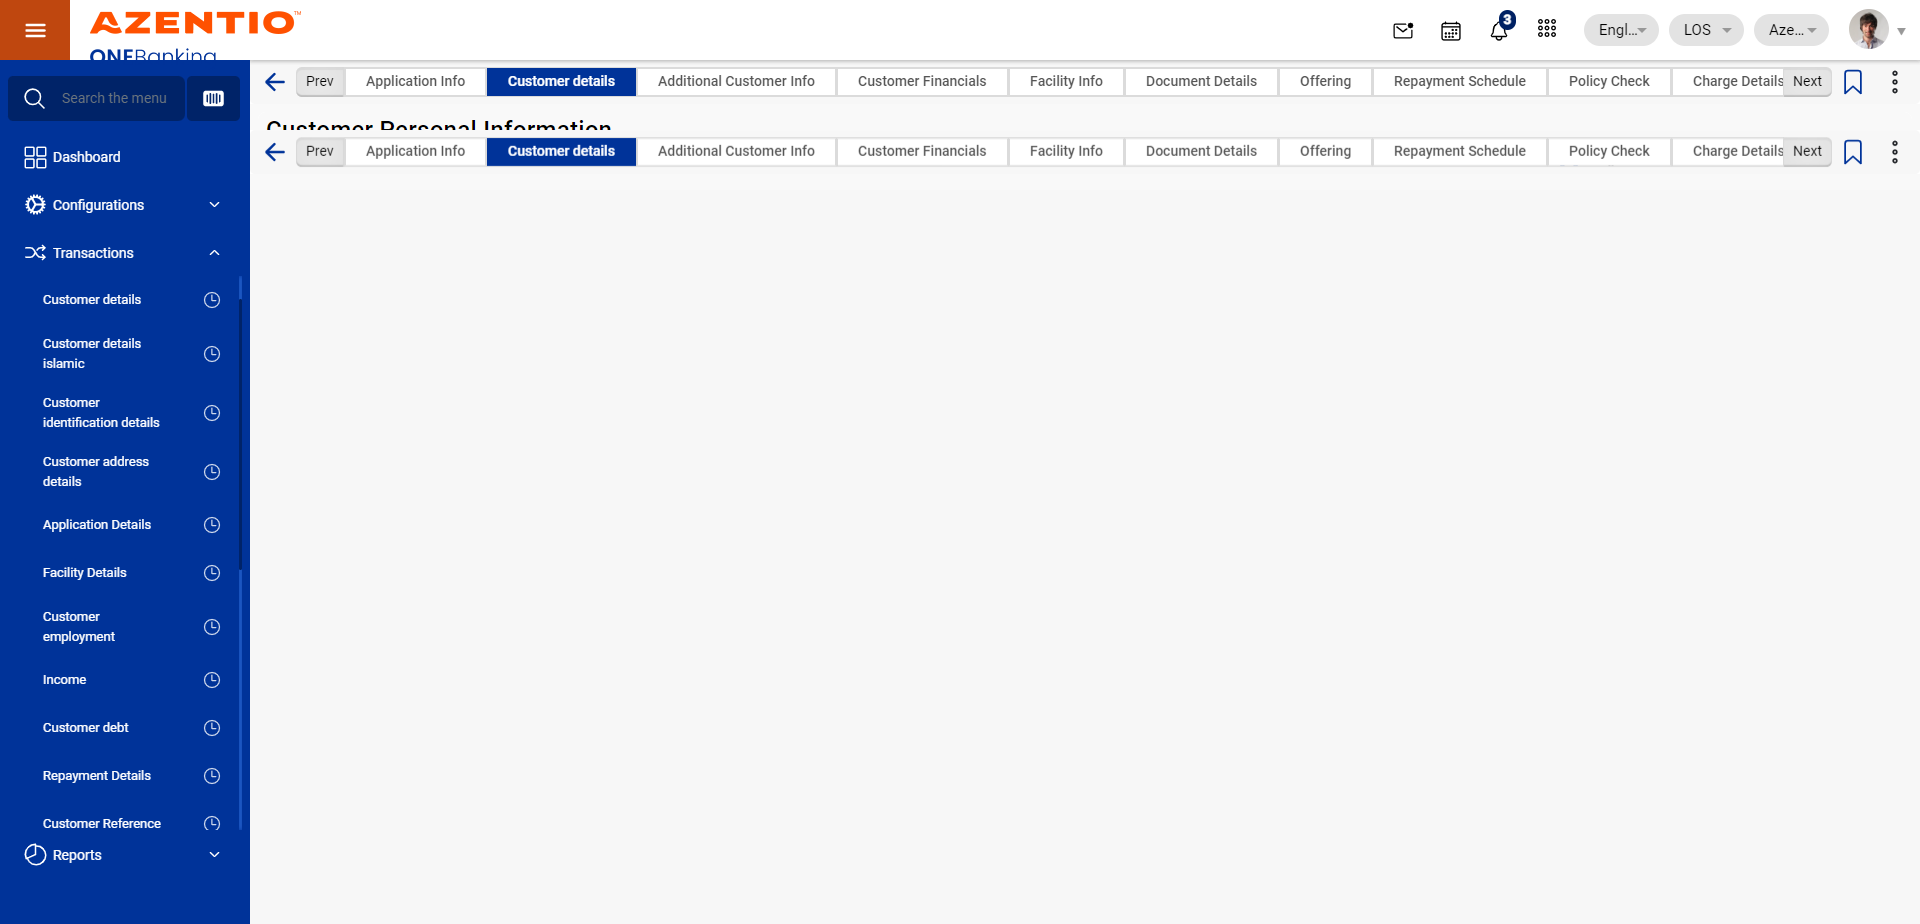 AZENTIO™
ONEBanking
3
Engl...
LOS
Aze...
Search the menu
Dashboard
Configurations
Transactions
Customer details
Customer details
islamic
Customer
identification details
Customer address
details
Application Details
Facility Details
Customer
employment
Income
Customer debt
Repayment Details
Customer Reference
Reports
Prev
Application Info
Customer details
Additional Customer Info
Customer Financials
Facility Info
Document Details
Offering
Repayment Schedule
Policy Check
Charge Details
Next
Customer Personal Information
Prev
Application Info
Customer details
Additional Customer Info
Customer Financials
Facility Info
Document Details
Offering
Repayment Schedule
Policy Check
Charge Details
Next